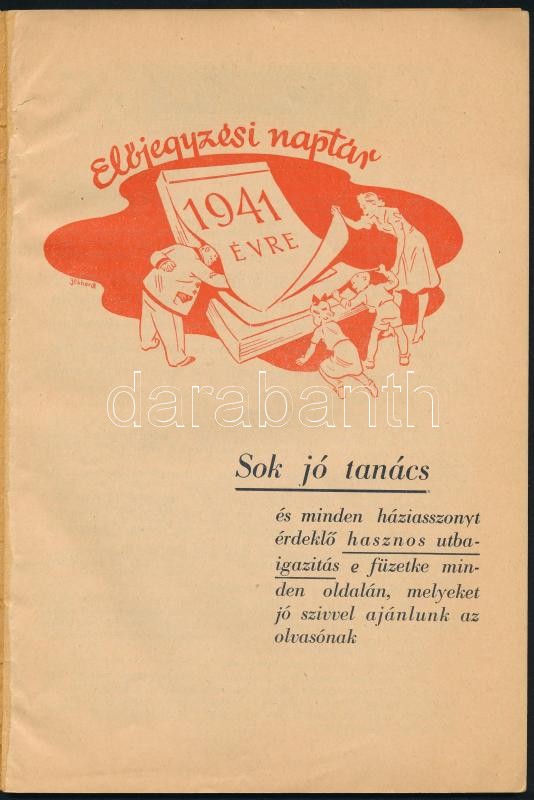 Előjegyzési naptár
1941
ÉVRE
darabanth
Sok jó tanács
és minden háziasszonyt
érdeklő hasznos utba-
igazitás e füzetke min-
den oldalán, melyeket
jó szivvel ajánlunk az
olvasónak